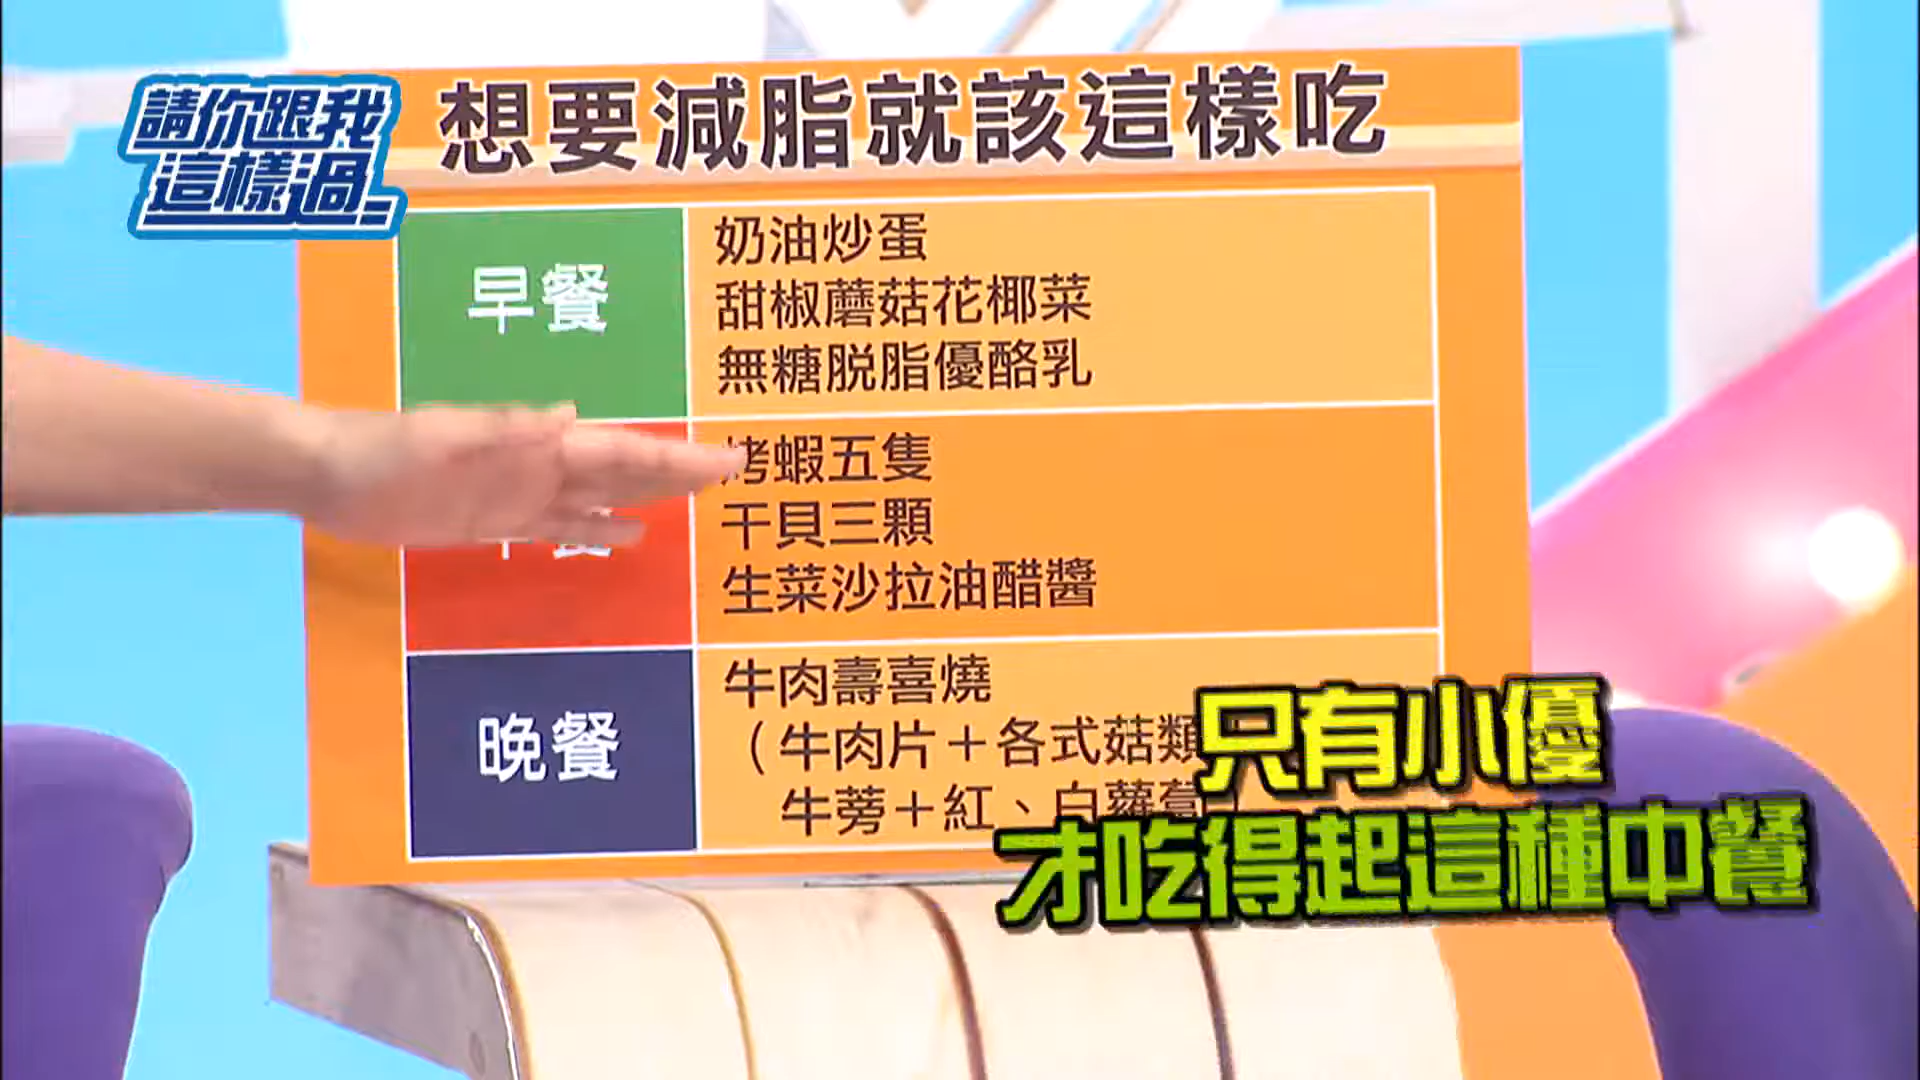 請你跟我
這樣過
想要減脂就該這樣吃
早餐
奶油炒蛋
甜椒蘑菇花椰菜
無糖脫脂優酪乳
烤蝦五隻
干貝三顆
生菜沙拉油醋醬
晚餐
牛肉壽喜燒
（牛肉片＋各式菇類
牛蒡＋紅、白蘿蔔
只有小優
才吃得起這種中餐